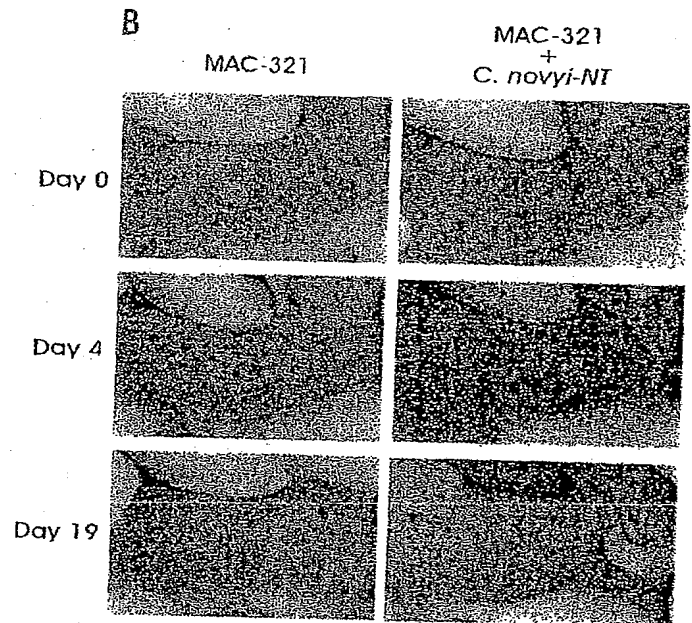 B
MAC-321
MAC-321
+
C. novyi-NT
Day 0
Day 4
Day 19